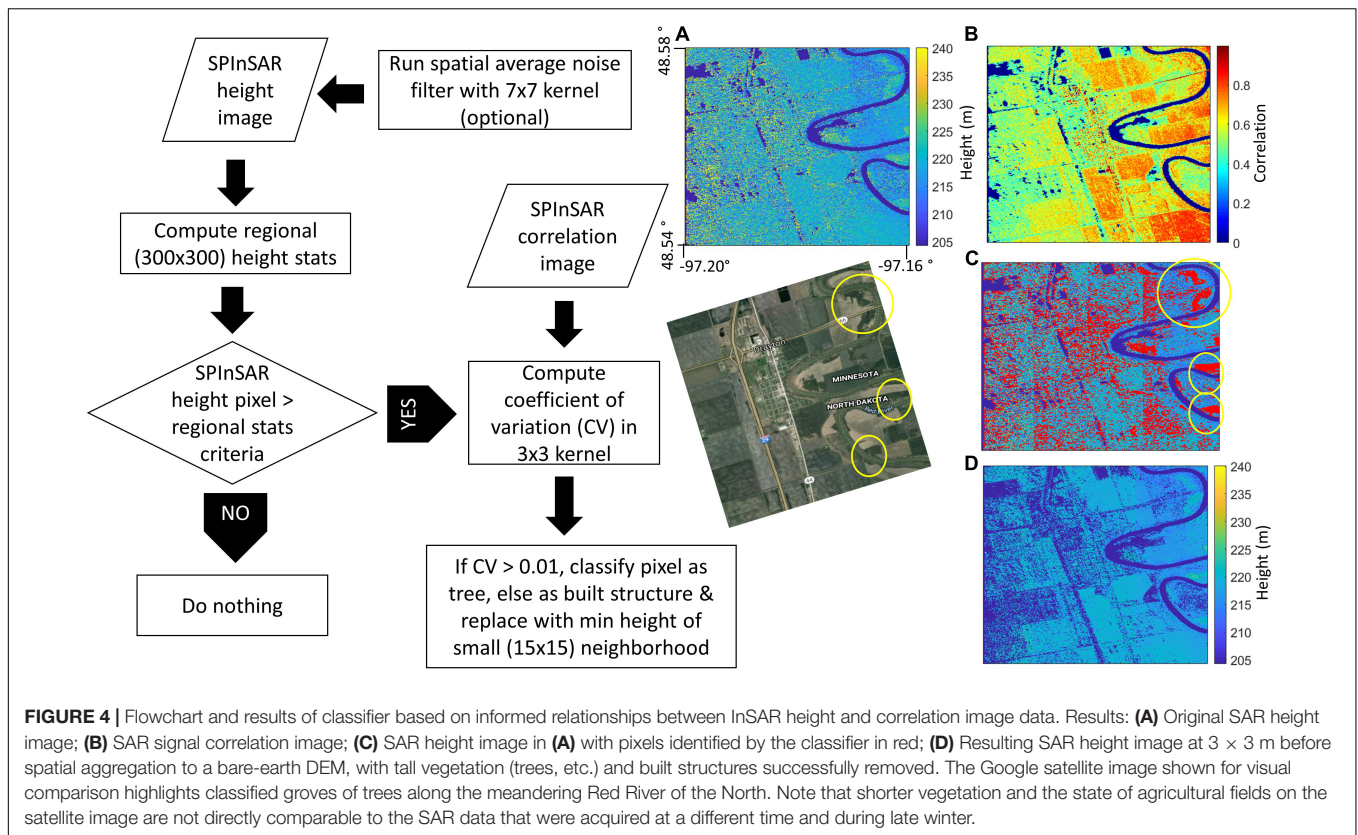 SPInSAR
height
image
Run spatial average noise
filter with 7x7 kernel
(optional)
Compute regional
(300x300) height stats
SPInSAR
height pixel >
regional stats
criteria
YES
NO
Do nothing
SPInSAR
correlation
image
Compute
coefficient of
variation (CV) in
3x3 kernel
If CV > 0.01, classify pixel as
tree, else as built structure &
replace with min height of
small (15x15) neighborhood
A
48.58 °
48.54 °
-97.20 °
-97.16 °
240
235
230
225
220
215
210
205
Height (m)
B
0.8
0.6
0.4
0.2
0
Correlation
Drayton
MINNESOTA
NORTH DAKOTA
Red River
66
29
44
C
D
240
235
230
225
220
215
210
205
Height (m)
FIGURE 4 | Flowchart and results of classifier based on informed relationships between InSAR height and correlation image data. Results: (A) Original SAR height
image; (B) SAR signal correlation image; (C) SAR height image in (A) with pixels identified by the classifier in red; (D) Resulting SAR height image at 3 × 3 m before
spatial aggregation to a bare-earth DEM, with tall vegetation (trees, etc.) and built structures successfully removed. The Google satellite image shown for visual
comparison highlights classified groves of trees along the meandering Red River of the North. Note that shorter vegetation and the state of agricultural fields on the
satellite image are not directly comparable to the SAR data that were acquired at a different time and during late winter.